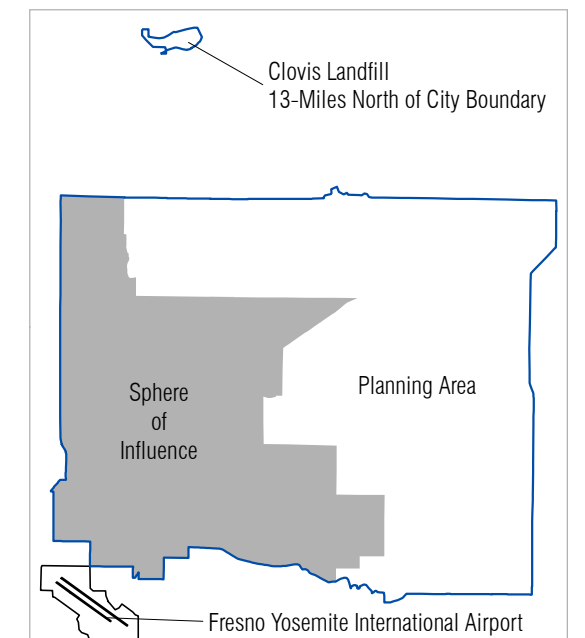 Clovis Landfill
13-Miles North of City Boundary
Sphere
of
Influence
Planning Area
Fresno Yosemite International Airport